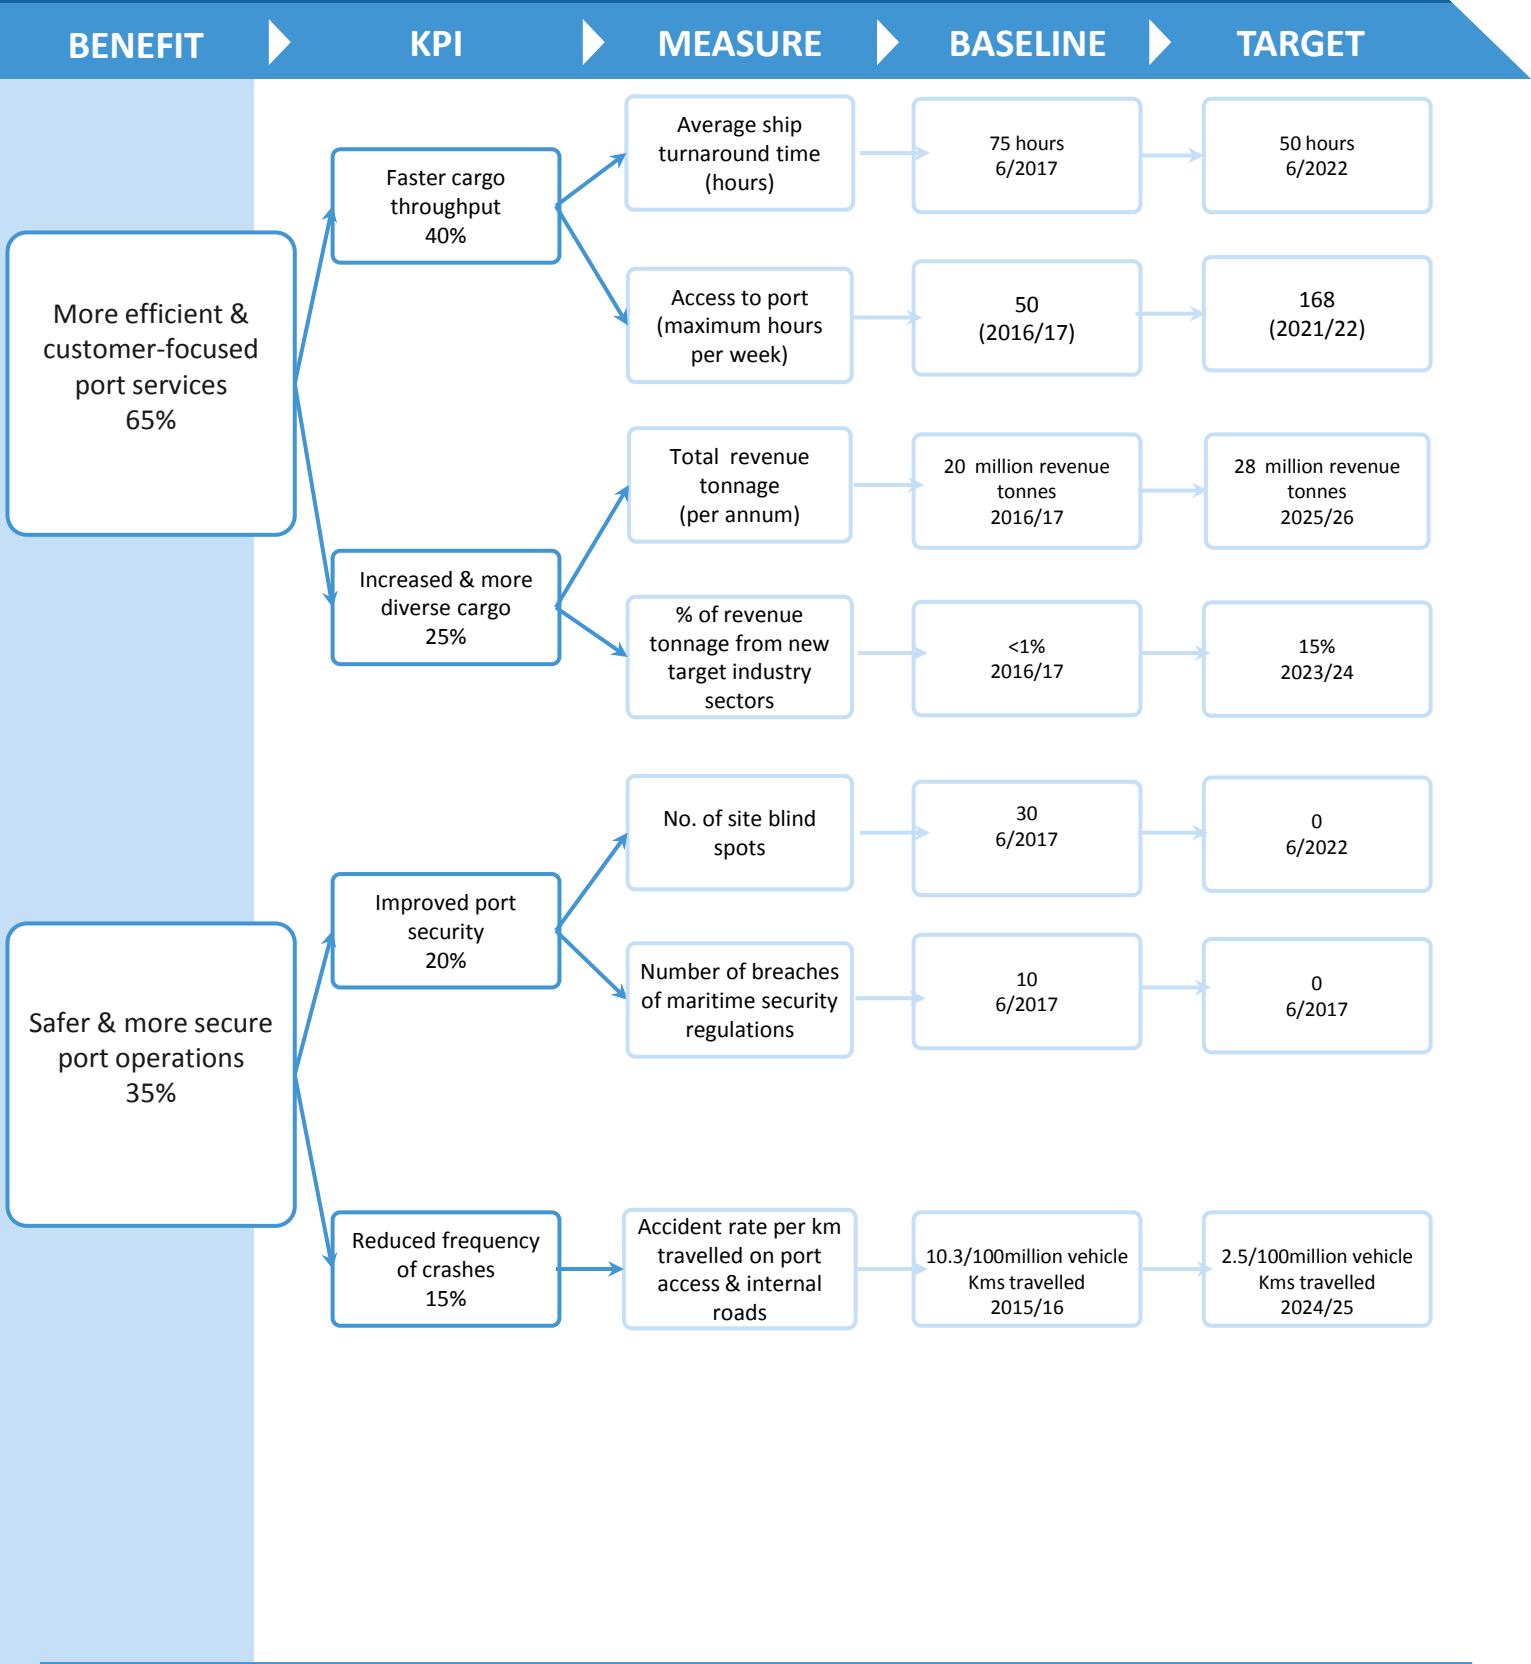 BENEFIT
KPI
MEASURE
BASELINE
TARGET
More efficient &
customer-focused
port services
65%
Faster cargo
throughput
40%
Average ship
turnaround time
(hours)
75 hours
6/2017
50 hours
6/2022
Access to port
(maximum hours
per week)
50
(2016/17)
168
(2021/22)
Increased & more
diverse cargo
25%
Total revenue
tonnage
(per annum)
20 million revenue
tonnes
2016/17
28 million revenue
tonnes
2025/26
% of revenue
tonnage from new
target industry
sectors
<1%
2016/17
15%
2023/24
Safer & more secure
port operations
35%
Improved port
security
20%
No. of site blind
spots
30
6/2017
0
6/2022
Number of breaches
of maritime security
regulations
10
6/2017
0
6/2017
Reduced frequency
of crashes
15%
Accident rate per km
travelled on port
access & internal
roads
10.3/100million vehicle
Kms travelled
2015/16
2.5/100million vehicle
Kms travelled
2024/25